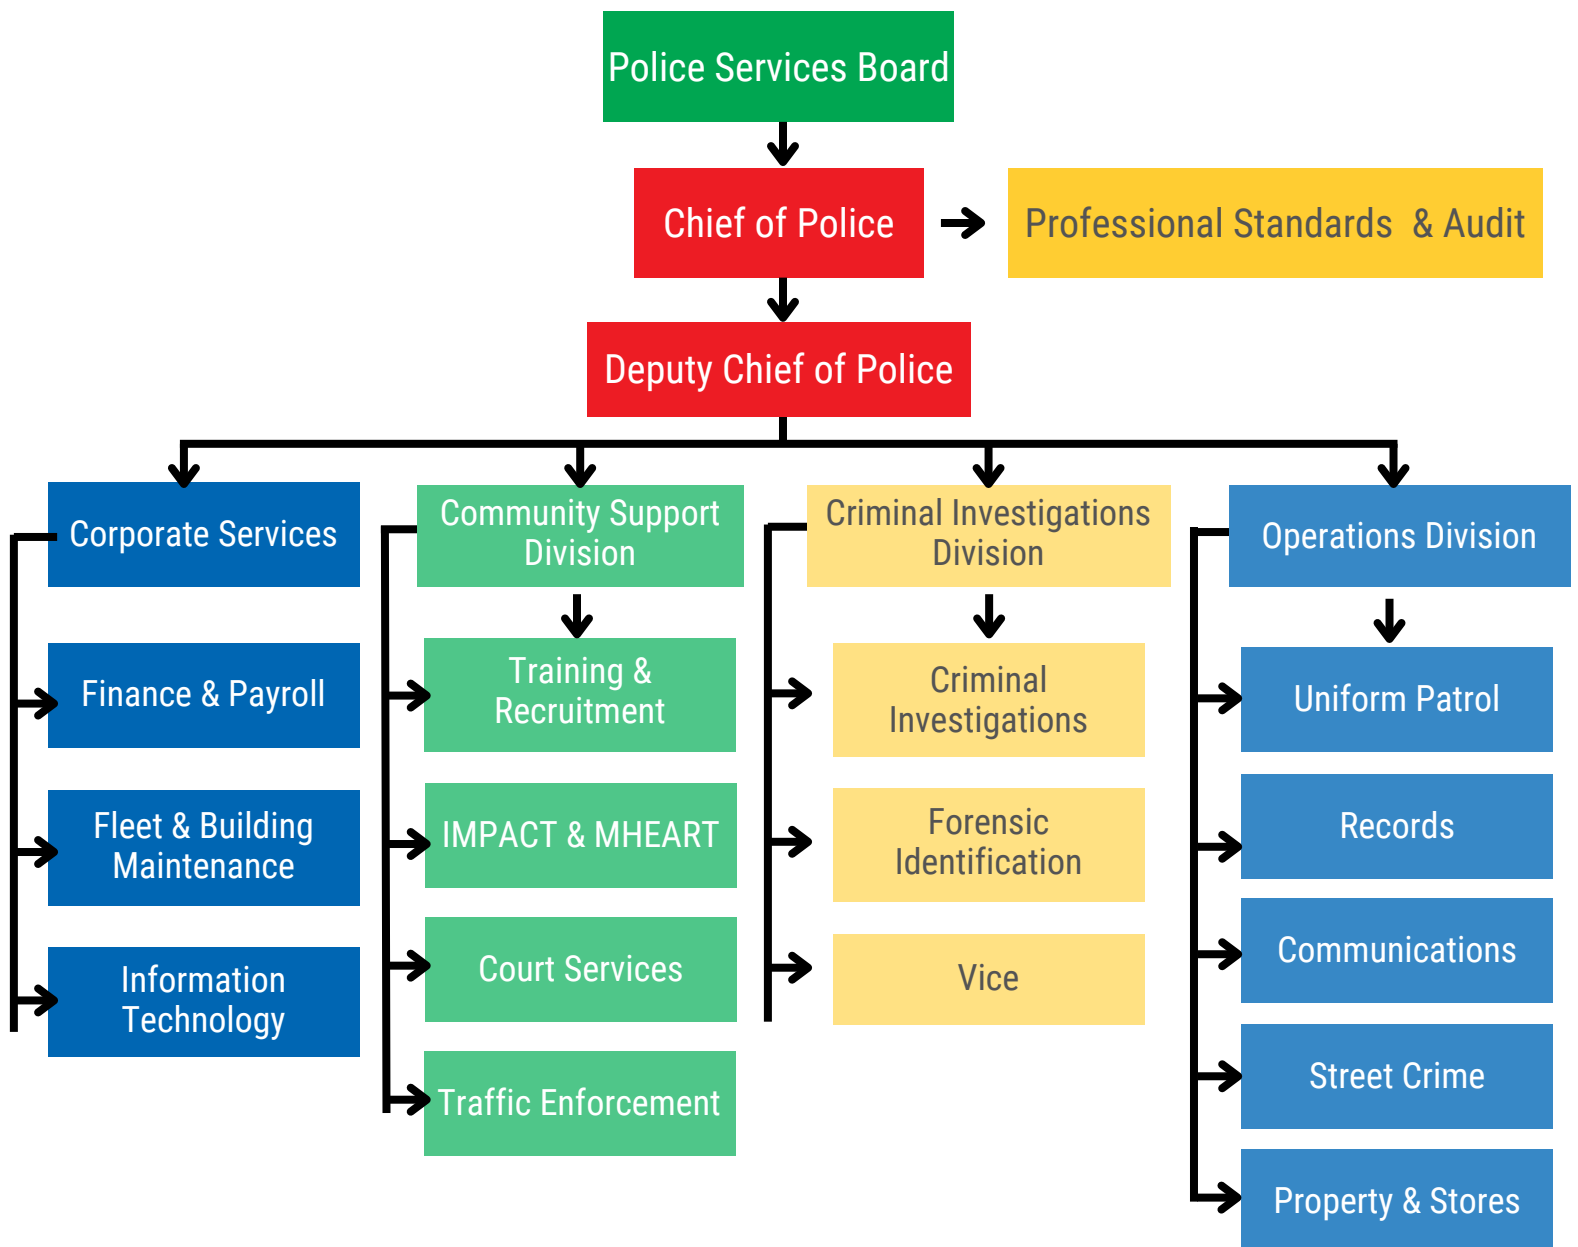 Police Services Board
Chief of Police
Professional Standards & Audit
Deputy Chief of Police
Corporate Services
Community Support
Division
Criminal Investigations
Division
Operations Division
Finance & Payroll
Fleet & Building
Maintenance
Information
Technology
Training &
Recruitment
IMPACT & MHEART
Court Services
Traffic Enforcement
Criminal
Investigations
Forensic
Identification
Vice
Uniform Patrol
Records
Communications
Street Crime
Property & Stores